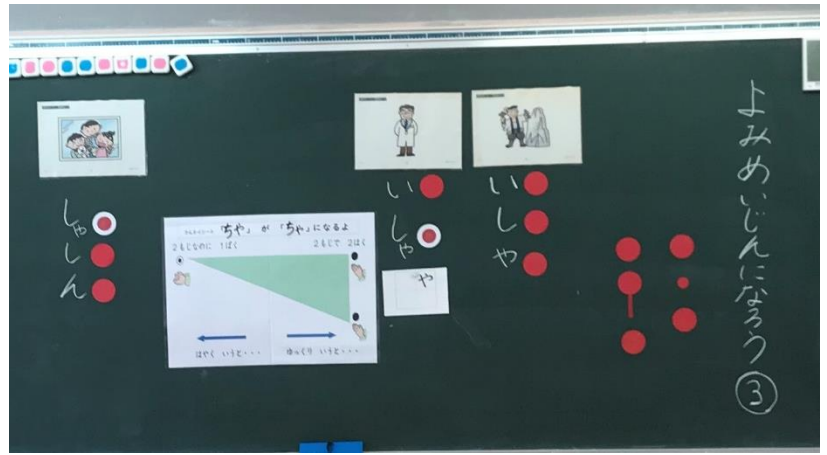 よみめいじんになろう③
いしや
いしゃ
や
「ちや」が「ちゃ」になるよ
2もじなのに 1ぱく
2もじで 2はく
はやく いうと・・・
ゆっくり いうと・・・
しゃしん